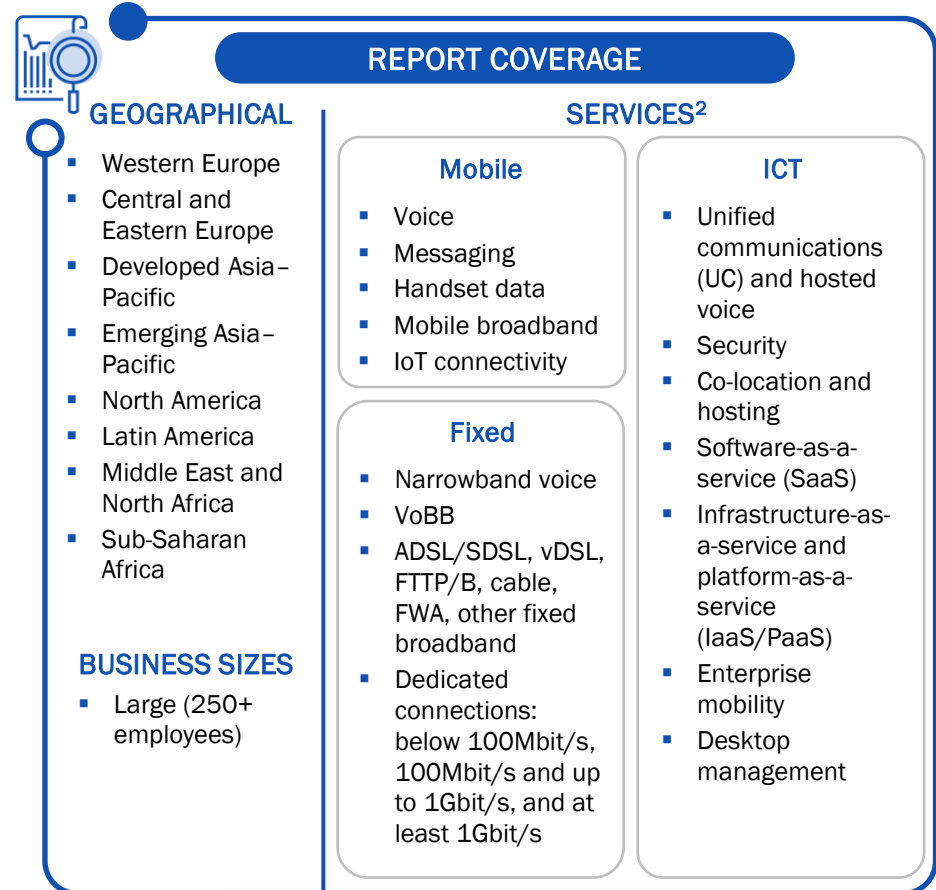 REPORT COVERAGE
GEOGRAPHICAL
▪ Western Europe
▪ Central and
Eastern Europe
▪ Developed Asia–
Pacific
▪ Emerging Asia–
Pacific
▪ North America
▪ Latin America
▪ Middle East and
North Africa
▪ Sub-Saharan
Africa
BUSINESS SIZES
▪ Large (250+
employees)
SERVICES²
Mobile
▪ Voice
▪ Messaging
▪ Handset data
▪ Mobile broadband
▪ IoT connectivity
Fixed
▪ Narrowband voice
▪ VoBB
▪ ADSL/SDSL, vDSL,
FTTP/B, cable,
FWA, other fixed
broadband
▪ Dedicated
connections:
below 100Mbit/s,
100Mbit/s and up
to 1Gbit/s, and at
least 1Gbit/s
ICT
▪ Unified
communications
(UC) and hosted
voice
▪ Security
▪ Co-location and
hosting
▪ Software-as-a-
service (SaaS)
▪ Infrastructure-as-
a-service and
platform-as-a-
service
(IaaS/PaaS)
▪ Enterprise
mobility
▪ Desktop
management